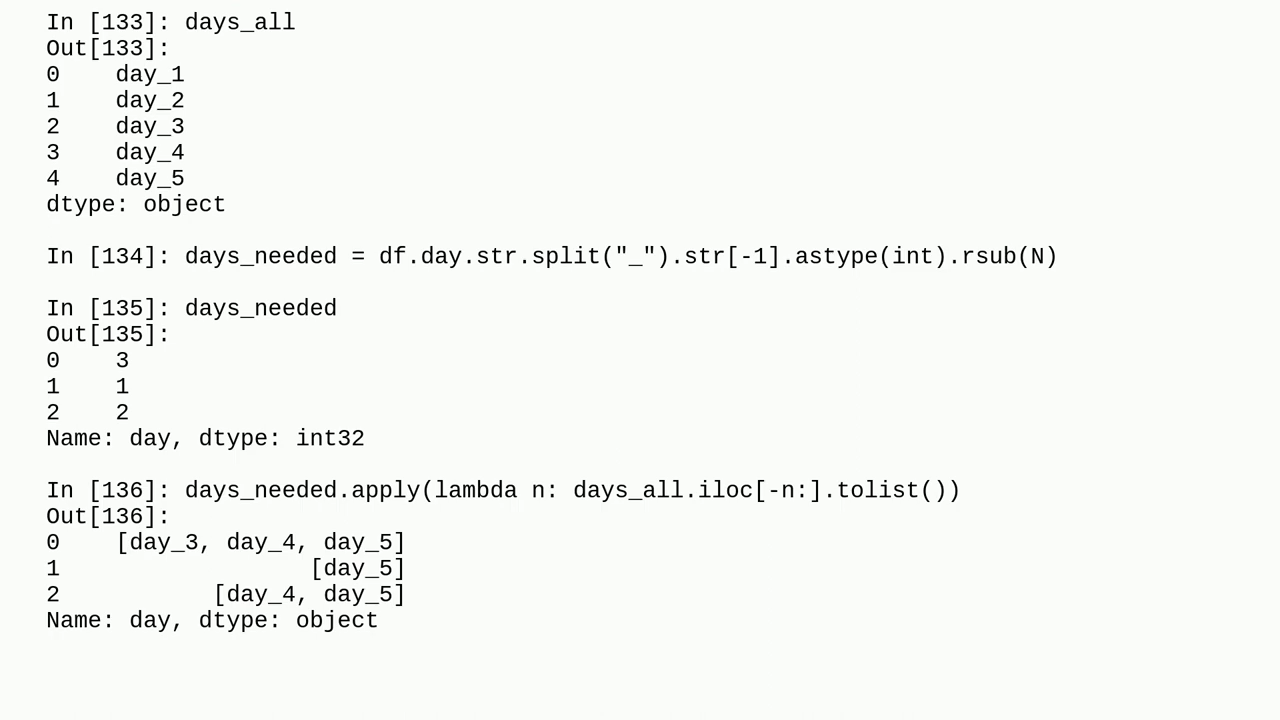 In [133]: days_all
Out[133]:
0    day_1
1    day_2
2    day_3
3    day_4
4    day_5
dtype: object

In [134]: days_needed = df.day.str.split("_").str[-1].astype(int).rsub(N)

In [135]: days_needed
Out[135]:
0    3
1    1
2    2
Name: day, dtype: int32

In [136]: days_needed.apply(lambda n: days_all.iloc[-n:].tolist())
Out[136]:
0    [day_3, day_4, day_5]
1                  [day_5]
2           [day_4, day_5]
Name: day, dtype: object